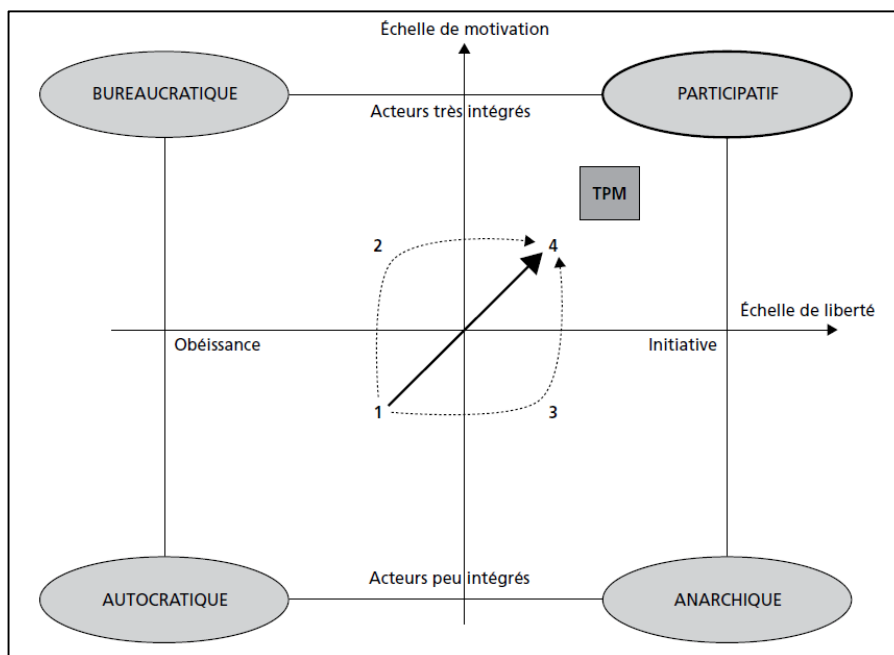 Échelle de motivation
BUREAUCRATIQUE
PARTICIPATIF
Acteurs très intégrés
TPM
2
4
Échelle de liberté
Obéissance
Initiative
1
3
Acteurs peu intégrés
AUTOCRATIQUE
ANARCHIQUE